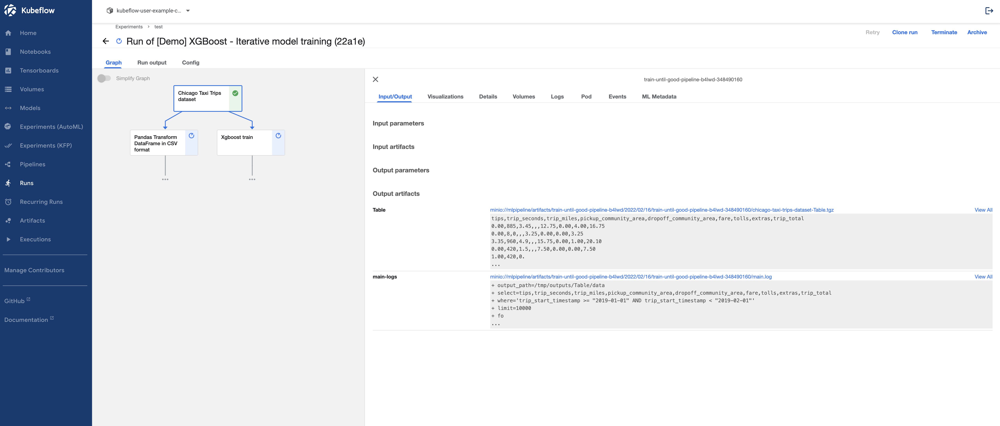 Kubeflow
kubeflow-user-example-c...
Home
Notebooks
Tensorboards
Volumes
Models
Experiments (AutoML)
Experiments (KFP)
Pipelines
Runs
Recurring Runs
Artifacts
Executions
Manage Contributors
GitHub
Documentation
Experiments > test
Run of [Demo] XGBoost - Iterative model training (22a1e)
Retry Clone run Terminate Archive
Graph Run output Config
Simplify Graph
Chicago Taxi Trips
dataset
Pandas Transform
DataFrame in CSV
format
Xgboost train
train-until-good-pipeline-b4lwd-348490160
Input/Output Visualizations Details Volumes Logs Pod Events ML Metadata
Input parameters
Input artifacts
Output parameters
Output artifacts
Table
minio://mlpipeline/artifacts/train-until-good-pipeline-b4lwd/2022/02/16/train-until-good-pipeline-b4lwd-348490160/chicago-taxi-trips-dataset-Table.tgz
View All
tips,trip_seconds,trip_miles,pickup_community_area,dropoff_community_area,fare,tolls,extras,trip_total
0.00,885,3.45,,,12.75,0.00,4.00,16.75
0.00,8,0,,,3.25,0.00,0.00,3.25
3.35,960,4.9,,,15.75,0.00,1.00,20.10
0.00,420,1.5,,,7.50,0.00,0.00,7.50
1.00,420,0.
...
main-logs
minio://mlpipeline/artifacts/train-until-good-pipeline-b4lwd/2022/02/16/train-until-good-pipeline-b4lwd-348490160/main.log
View All
+ output_path=/tmp/outputs/Table/data
+ select=tips,trip_seconds,trip_miles,pickup_community_area,dropoff_community_area,fare,tolls,extras,trip_total
+ where='trip_start_timestamp >= "2019-01-01" AND trip_start_timestamp < "2019-02-01"'
+ limit=10000
+ fo
...